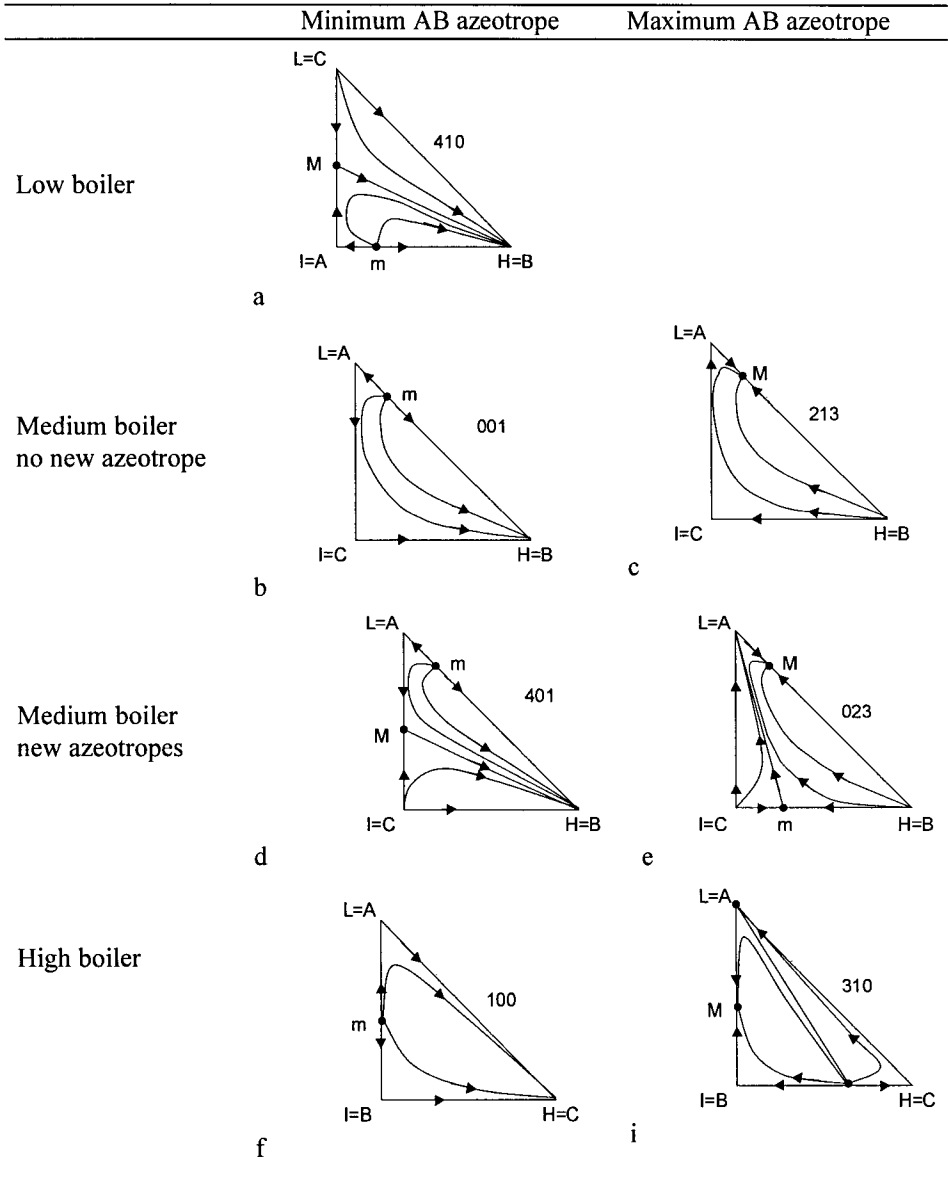 Minimum AB azeotrope Maximum AB azeotrope
L=C
410
M
Low boiler
I=A m H=B
a
L=A
m
001
Medium boiler
no new azeotrope
I=C H=B
b
L=A
M
213
I=C H=B
c
L=A
m
401
M
Medium boiler
new azeotropes
I=C H=B
d
L=A
M
023
I=C m H=B
e
High boiler
L=A
100
m
I=B H=C
f
L=A
310
M
I=B H=C
i